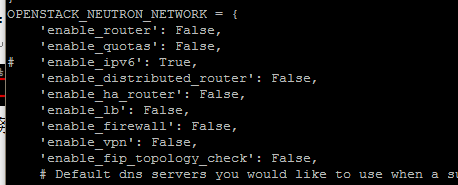 OPENSTACK_NEUTRON_NETWORK = {
    'enable_router': False,
    'enable_quotas': False,
#   'enable_ipv6': True,
    'enable_distributed_router': False,
    'enable_ha_router': False,
    'enable_lb': False,
    'enable_firewall': False,
    'enable_vpn': False,
    'enable_fip_topology_check': False,
    # Default dns servers you would like to use when a